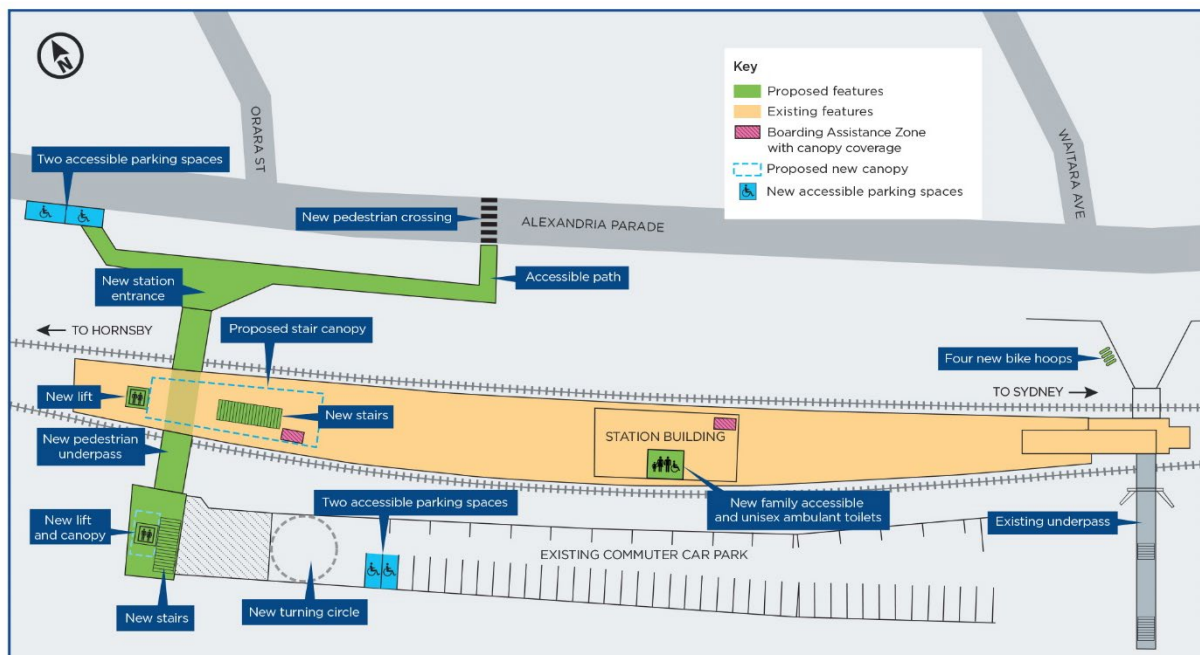 N
ORARA ST
WAITARA AVE
Key
Proposed features
Existing features
Boarding Assistance Zone
with canopy coverage
Proposed new canopy
New accessible parking spaces
Two accessible parking spaces
New pedestrian crossing
ALEXANDRIA PARADE
New station
entrance
Accessible path
TO HORNSBY
Proposed stair canopy
Four new bike hoops
TO SYDNEY
New lift
New stairs
STATION BUILDING
New pedestrian
underpass
Two accessible parking spaces
New family accessible
and unisex ambulant toilets
New lift
and canopy
Existing underpass
EXISTING COMMUTER CAR PARK
New stairs
New turning circle